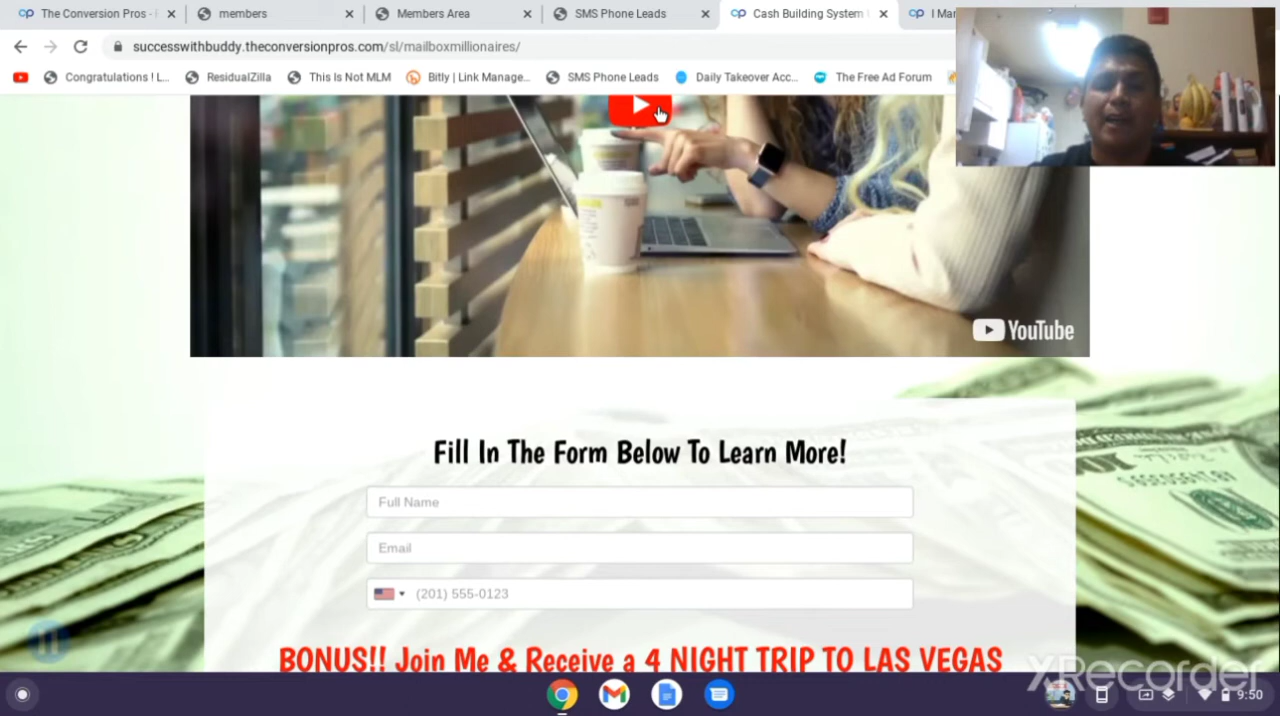 The Conversion Pros -
members
Members Area
SMS Phone Leads
Cash Building System
I Mar
successwithbuddy.theconversionpros.com/sl/mailboxmillionaires/
Congratulations ! L...
ResidualZilla
This Is Not MLM
Bitly | Link Manage...
SMS Phone Leads
Daily Takeover Acc...
The Free Ad Forum
YouTube
Fill In The Form Below To Learn More!
Full Name
Email
(201) 555-0123
BONUS!! Join Me & Receive a 4 NIGHT TRIP TO LAS VEGAS
XRecorder
9:50